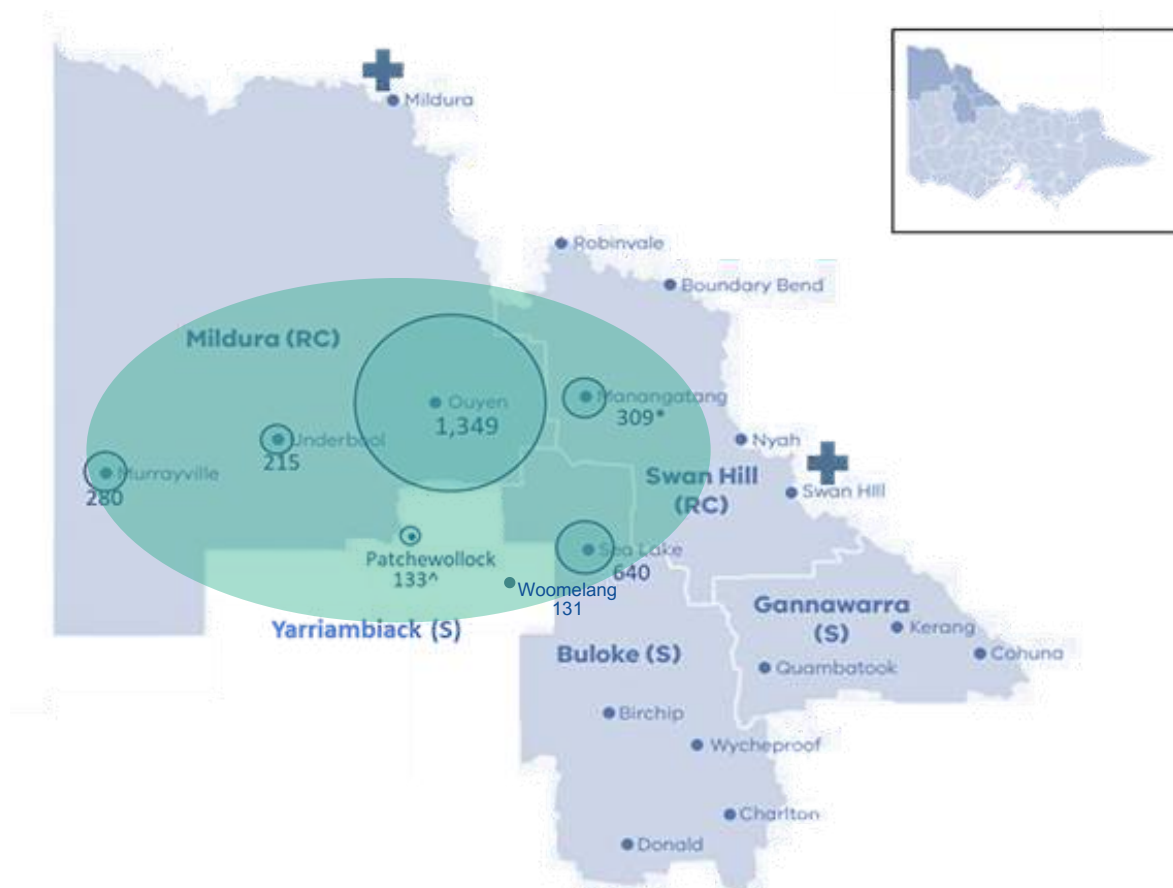 Mildura
Robinvale
Boundary Bend
Mildura (RC)
Ouyen
1,349
Manangatang
309*
Underbool
215
Murrayville
280
Nyah
Swan Hill
(RC)
Swan Hill
Patchewollock
133^
Sea Lake
640
Woomelang
131
Yarriambiack (S)
Gannawarra
(S)
Kerang
Cohuna
Buloke (S)
Quambatook
Birchip
Wycheproof
Charlton
Donald